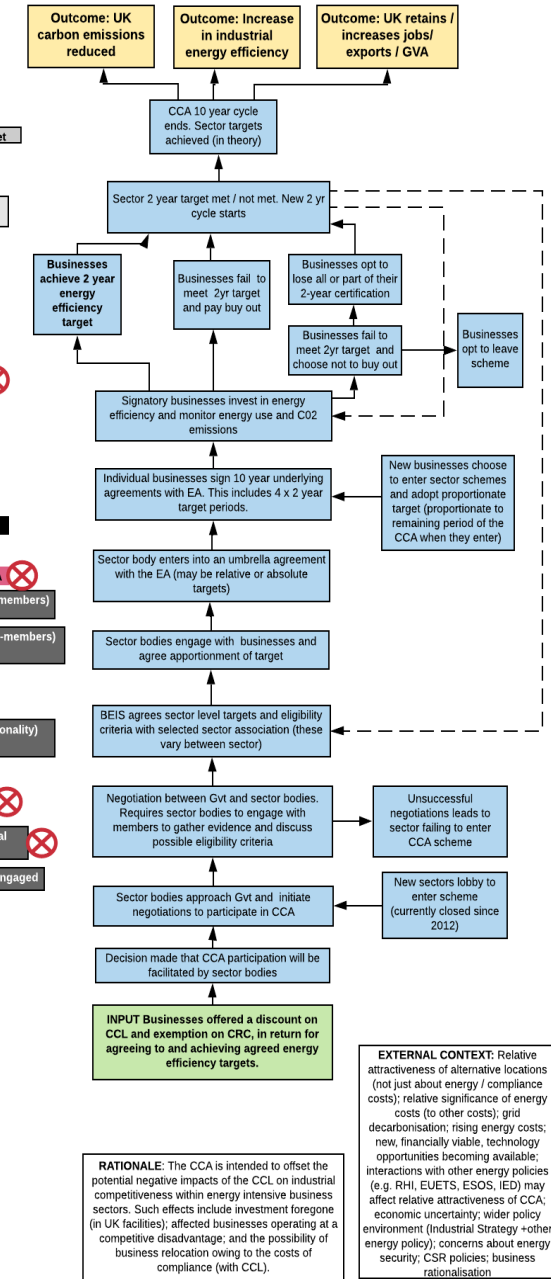 Outcome: UK
carbon emissions
reduced
Outcome: Increase
in industrial
energy efficiency
Outcome: UK retains /
increases jobs/
exports / GVA
CCA 10 year cycle
ends. Sector targets
achieved (in theory)
et
Sector 2 year target met / not met. New 2 yr
cycle starts
Businesses
achieve 2 year
energy
efficiency
target
Businesses fail to
meet 2yr target
and pay buy out
Businesses opt to
lose all or part of their
2-year certification
Businesses fail to
meet 2yr target and
choose not to buy out
Businesses
opt to leave
scheme
Signatory businesses invest in energy
efficiency and monitor energy use and C02
emissions
Individual businesses sign 10 year underlying
agreements with EA. This includes 4 x 2 year
target periods.
New businesses choose
to enter sector schemes
and adopt proportionate
target (proportionate to
remaining period of the
CCA when they enter)
Sector body enters into an umbrella agreement
with the EA (may be relative or absolute
targets)
members)
-members)
Sector bodies engage with businesses and
agree apportionment of target
BEIS agrees sector level targets and eligibility
criteria with selected sector association (these
vary between sector)
onality)
Negotiation between Gvt and sector bodies.
Requires sector bodies to engage with
members to gather evidence and discuss
possible eligibility criteria
Unsuccessful
negotiations leads to
sector failing to enter
CCA scheme
al
ngaged
Sector bodies approach Gvt and initiate
negotiations to participate in CCA
New sectors lobby to
enter scheme
(currently closed since
2012)
Decision made that CCA participation will be
facilitated by sector bodies
INPUT Businesses offered a discount on
CCL and exemption on CRC, in return for
agreeing to and achieving agreed energy
efficiency targets.
EXTERNAL CONTEXT: Relative
attractiveness of alternative locations
(not just about energy / compliance
costs); relative significance of energy
costs (to other costs); grid
decarbonisation; rising energy costs;
new, financially viable, technology
opportunities becoming available;
interactions with other energy policies
(e.g. RHI, EUETS, ESOS, IED) may
affect relative attractiveness of CCA;
economic uncertainty; wider policy
environment (Industrial Strategy +other
energy policy); concerns about energy
security; CSR policies; business
rationalisation
RATIONALE: The CCA is intended to offset the
potential negative impacts of the CCL on industrial
competitiveness within energy intensive business
sectors. Such effects include investment foregone
(in UK facilities); affected businesses operating at a
competitive disadvantage; and the possibility of
business relocation owing to the costs of
compliance (with CCL).